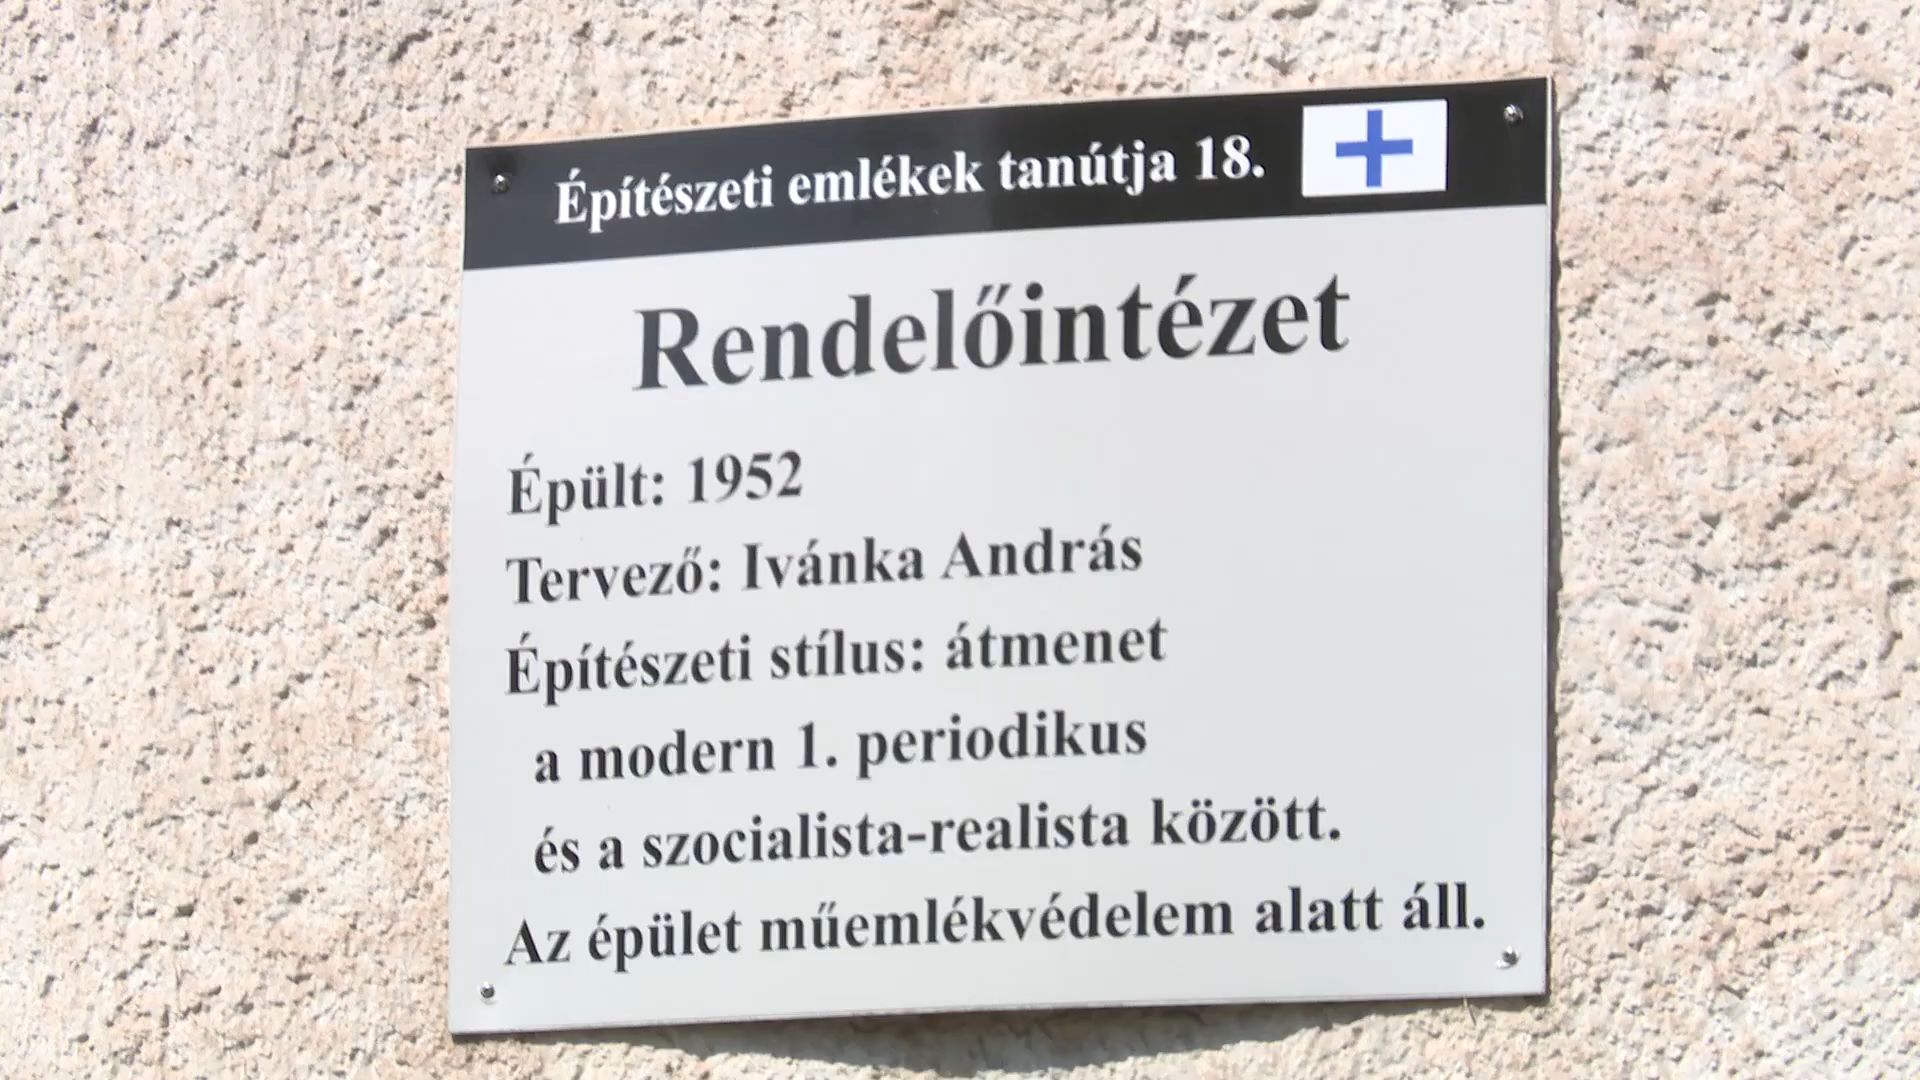 Építészeti emlékek tanútja 18.
Rendelőintézet
Épült: 1952
Tervező: Ivánka András
Építészeti stílus: átmenet
a modern 1. periodikus
és a szocialista-realista között.
Az épület műemlékvédelem alatt áll.